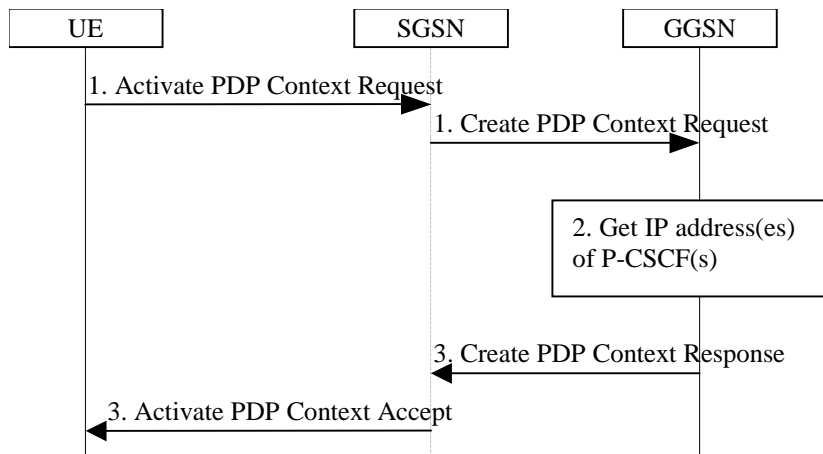 UE
SGSN
GGSN
1. Activate PDP Context Request
1. Create PDP Context Request
2. Get IP address(es)
of P-CSCF(s)
3. Create PDP Context Response
3. Activate PDP Context Accept